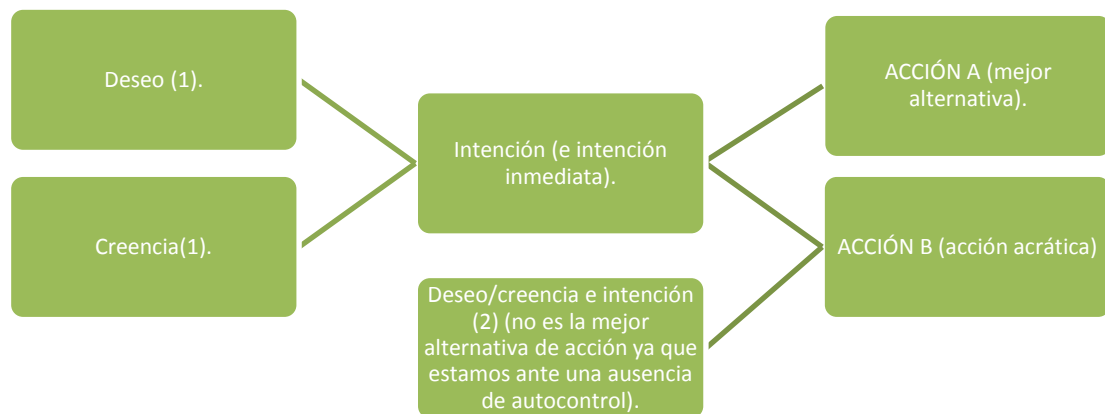 Deseo (1).
Creencia(1).
Intención (e intención
inmediata).
Deseo/creencia e intención
(2) (no es la mejor
alternativa de acción ya que
estamos ante una ausencia
de autocontrol).
ACCIÓN A (mejor
alternativa).
ACCIÓN B (acción acrática)